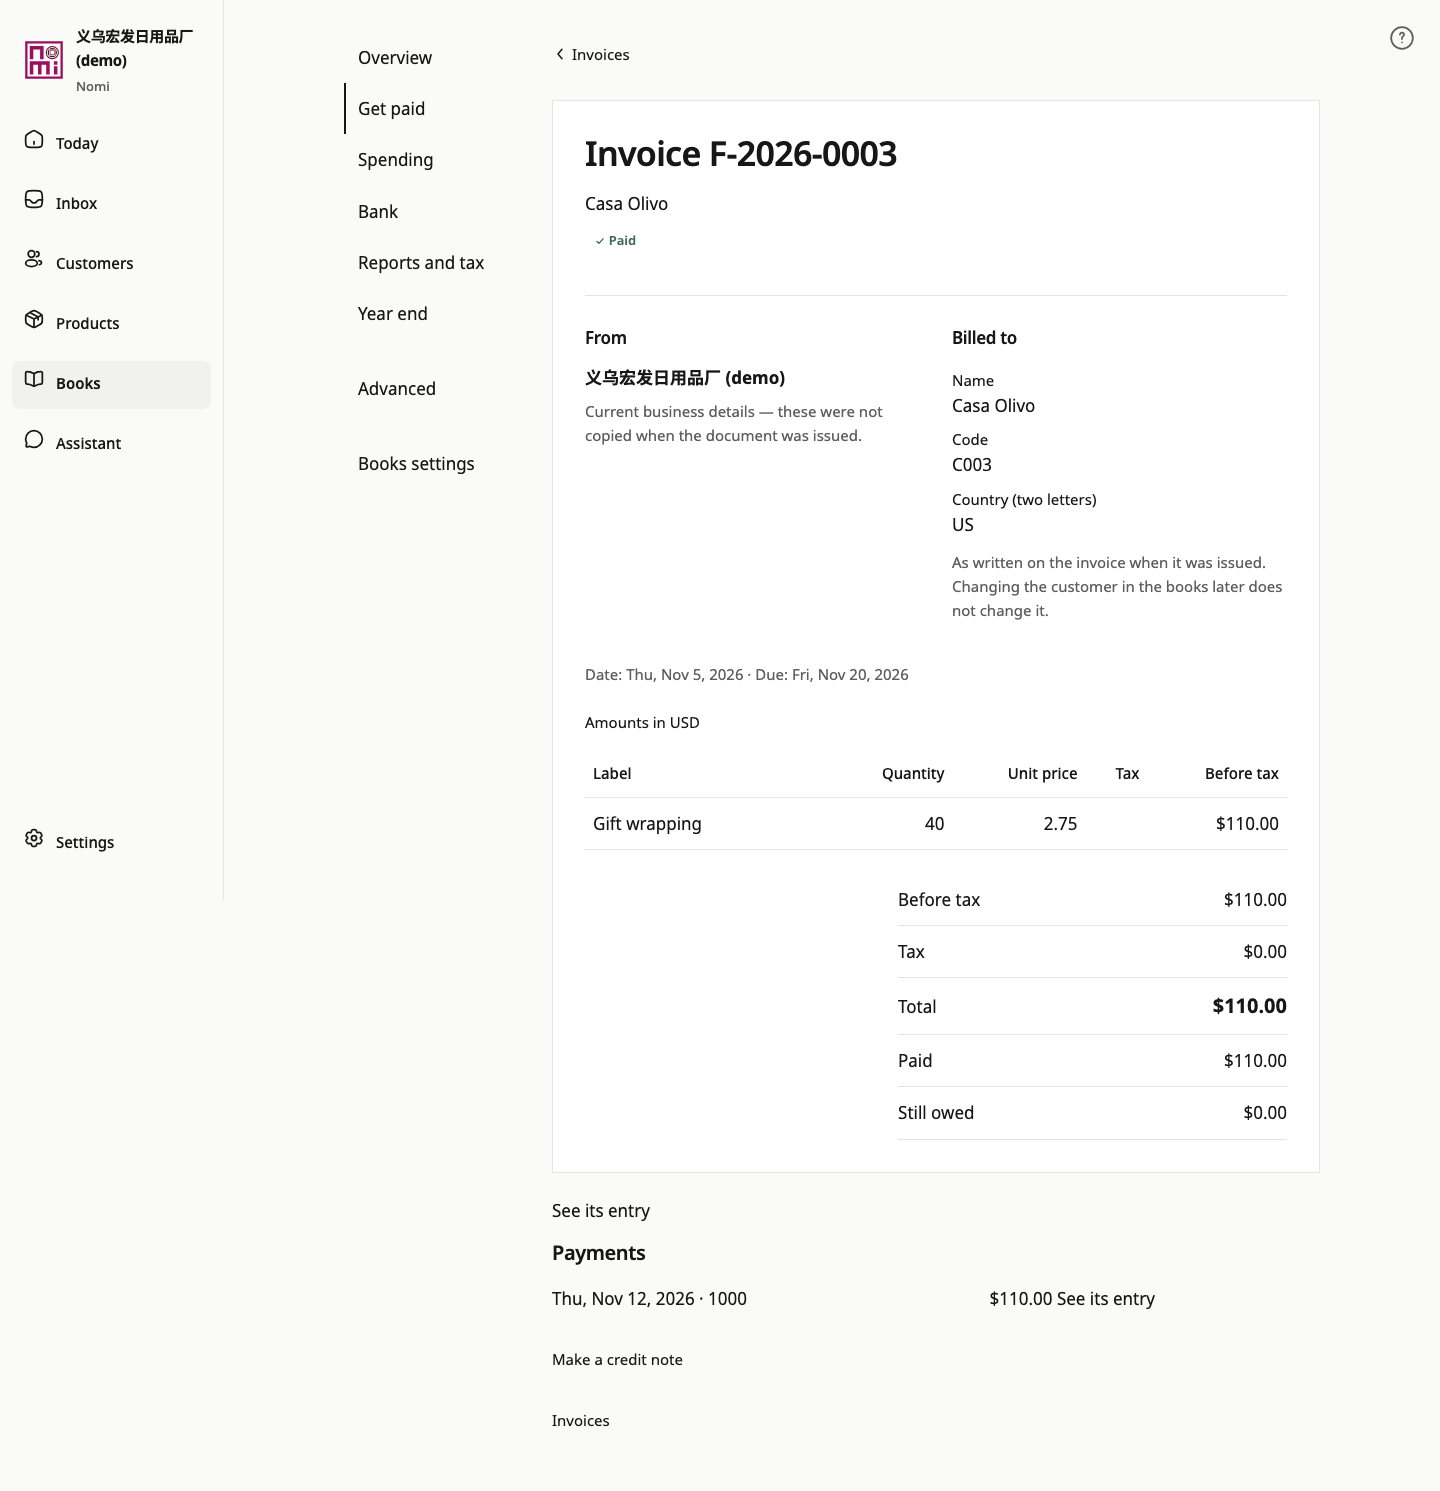 义乌宏发日用品厂
(demo)
Nomi
Today
Inbox
Customers
Products
Books
Assistant
Settings
Overview
Get paid
Spending
Bank
Reports and tax
Year end
Advanced
Books settings
Invoices
Invoice F-2026-0003
Casa Olivo
Paid
From
义乌宏发日用品厂 (demo)
Current business details — these were not
copied when the document was issued.
Billed to
Name
Casa Olivo
Code
C003
Country (two letters)
US
As written on the invoice when it was issued.
Changing the customer in the books later does
not change it.
Date: Thu, Nov 5, 2026 · Due: Fri, Nov 20, 2026
Amounts in USD
Label Quantity Unit price Tax Before tax
Gift wrapping 40 2.75 $110.00
Before tax $110.00
Tax $0.00
Total $110.00
Paid $110.00
Still owed $0.00
See its entry
Payments
Thu, Nov 12, 2026 · 1000 $110.00 See its entry
Make a credit note
Invoices